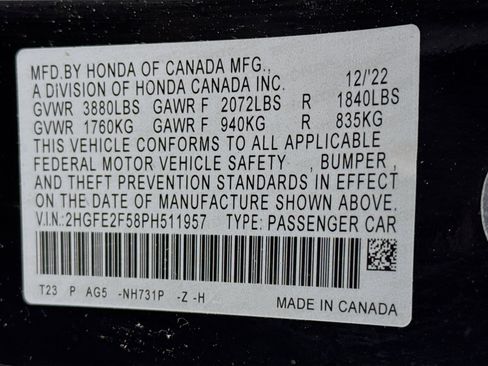 MFD.BY HONDA OF CANADA MFG.,
A DIVISION OF HONDA CANADA INC. 12/'22
GVWR 3880LBS GAWR F 2072LBS R 1840LBS
GVWR 1760KG GAWR F 940KG R 835KG
THIS VEHICLE CONFORMS TO ALL APPLICABLE
FEDERAL MOTOR VEHICLE SAFETY , BUMPER ,
AND THEFT PREVENTION STANDARDS IN EFFECT
ON THE DATE OF MANUFACTURE SHOWN ABOVE.
V.I.N:2HGFE2F58PH511957 TYPE: PASSENGER CAR
T23 P AG5 -NH731P -Z -H
MADE IN CANADA